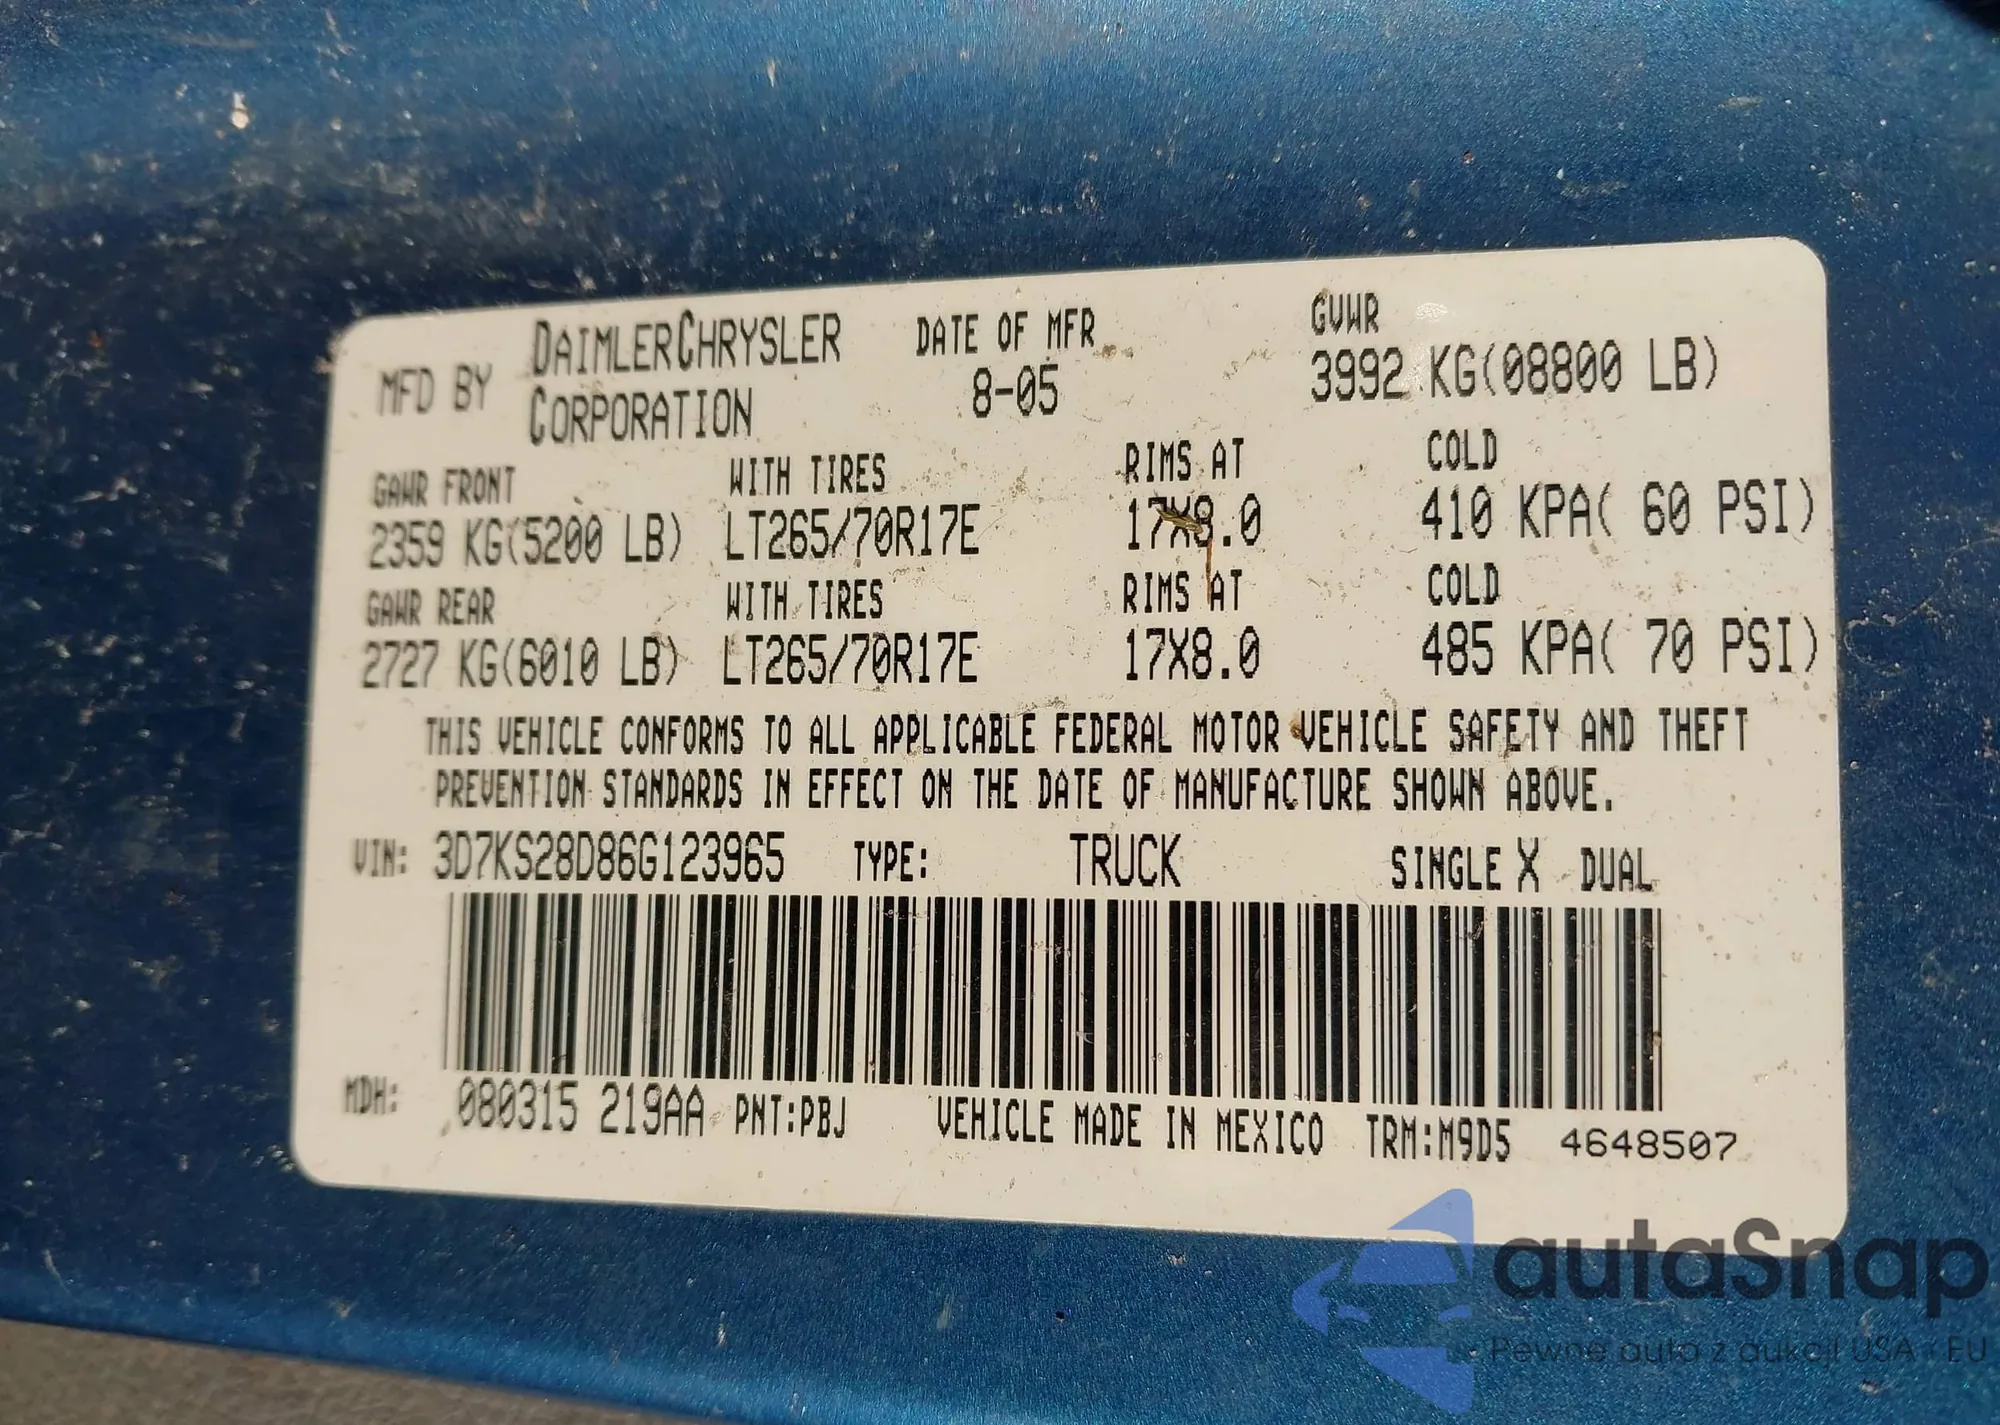 MFD BY DAIMLERCHRYSLER CORPORATION DATE OF MFR 8-05 GVWR 3992 KG(08800 LB)
GAWR FRONT WITH TIRES RIMS AT COLD
2359 KG(5200 LB) LT265/70R17E 17X8.0 410 KPA( 60 PSI)
GAWR REAR WITH TIRES RIMS AT COLD
2727 KG(6010 LB) LT265/70R17E 17X8.0 485 KPA( 70 PSI)
THIS VEHICLE CONFORMS TO ALL APPLICABLE FEDERAL MOTOR VEHICLE SAFETY AND THEFT
PREVENTION STANDARDS IN EFFECT ON THE DATE OF MANUFACTURE SHOWN ABOVE.
VIN: 3D7KS28D86G123965 TYPE: TRUCK SINGLE X DUAL
MDH: 080315 219AA PNT:PBJ VEHICLE MADE IN MEXICO TRM:M9D5 4648507
autaSnap
Pewne auto z aukcji USA i EU